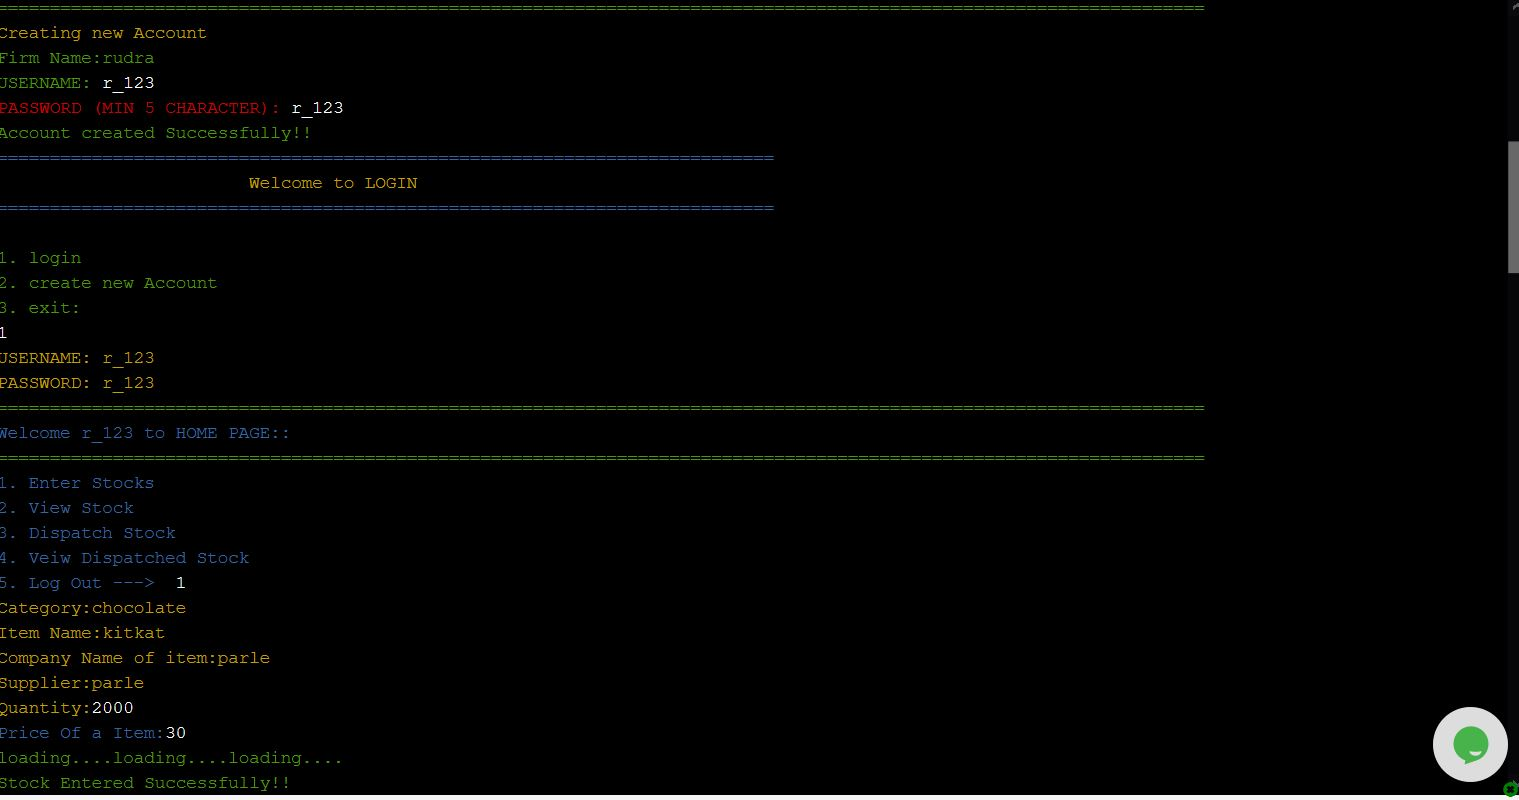 Creating new Account
Firm Name:rudra
USERNAME: r_123
PASSWORD (MIN 5 CHARACTER): r_123
Account created Successfully!!
==========================================================================
Welcome to LOGIN
==========================================================================
1. login
2. create new Account
3. exit:
1
USERNAME: r_123
PASSWORD: r_123
===================================================================================================================
Welcome r_123 to HOME PAGE::
===================================================================================================================
1. Enter Stocks
2. View Stock
3. Dispatch Stock
4. Veiw Dispatched Stock
5. Log Out --->  1
Category:chocolate
Item Name:kitkat
Company Name of item:parle
Supplier:parle
Quantity:2000
Price Of a Item:30
loading....loading....loading....
Stock Entered Successfully!!